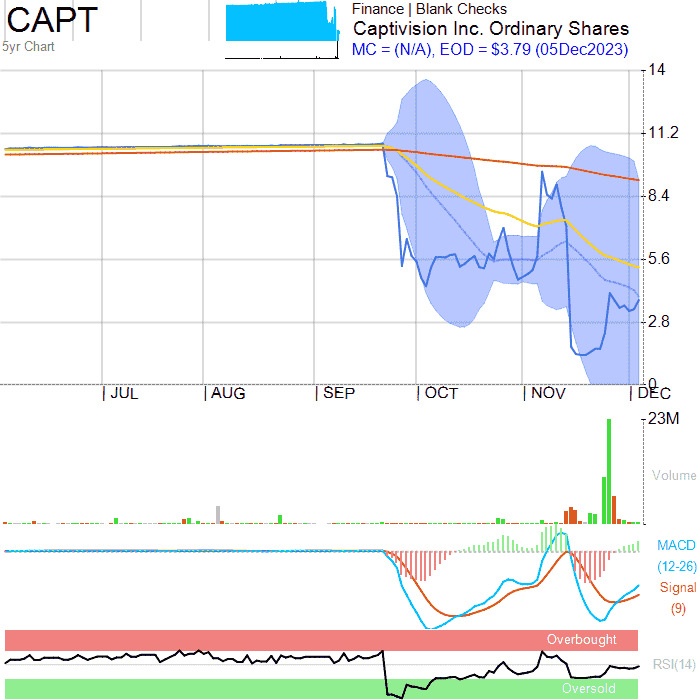 CAPT
5yr Chart
Finance | Blank Checks
Captivision Inc. Ordinary Shares
MC = (N/A), EOD = $3.79 (05Dec2023)
14
11.2
8.4
5.6
2.8
0
JUL AUG SEP OCT NOV DEC
23M
Volume
MACD
(12-26)
Signal
(9)
Overbought
RSI(14)
Oversold